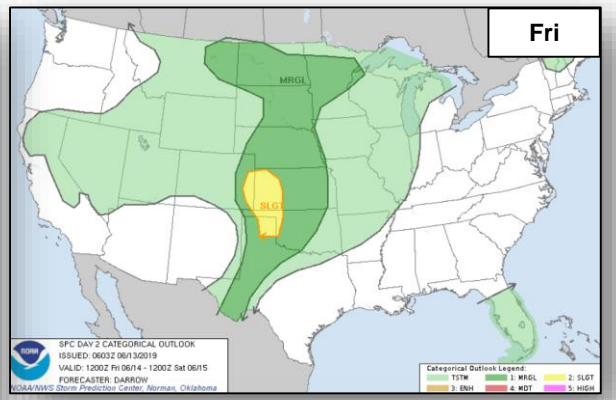 Fri
MRGL
SLGT
NOAA
SPC DAY 2 CATEGORICAL OUTLOOK
ISSUED: 0603Z 06/13/2019
VALID: 1200Z Fri 06/14 - 1200Z Sat 06/15
FORECASTER: DARROW
NOAA/NWS Storm Prediction Center, Norman, Oklahoma
Categorical Outlook Legend:
TSTM 1: MRGL 2: SLGT
3: ENH 4: MDT 5: HIGH